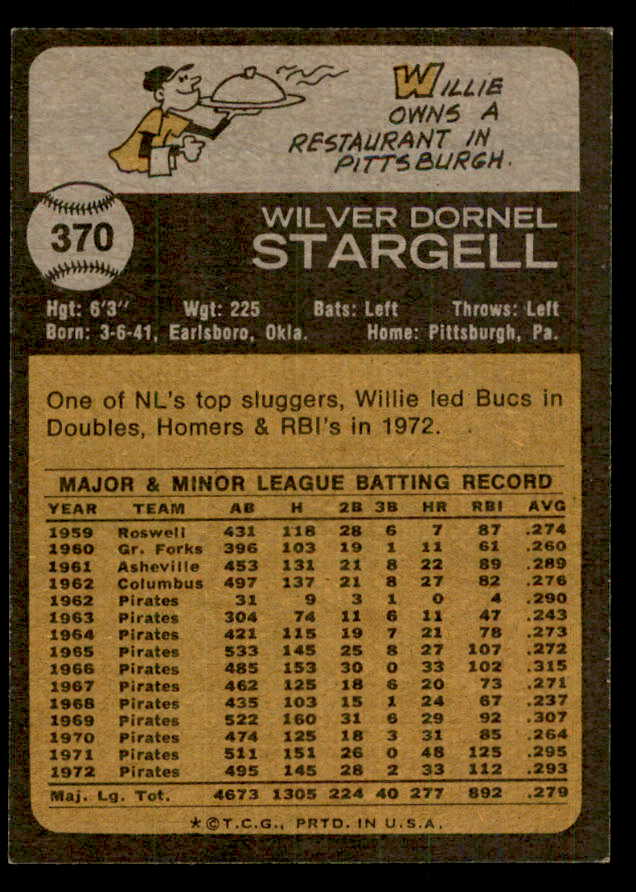 WILLIE
OWNS A
RESTAURANT IN
PITTSBURGH.
370
WILVER DORNEL
STARGELL
Hgt: 6'3" Wgt: 225 Bats: Left Throws: Left
Born: 3-6-41, Earlsboro, Okla. Home: Pittsburgh, Pa.
One of NL's top sluggers, Willie led Bucs in
Doubles, Homers & RBI's in 1972.
MAJOR & MINOR LEAGUE BATTING RECORD
YEAR TEAM AB H 2B 3B HR RBI AVG
1959 Roswell 431 118 28 6 7 87 .274
1960 Gr. Forks 396 103 19 1 11 61 .260
1961 Asheville 453 131 21 8 22 89 .289
1962 Columbus 497 137 21 8 27 82 .276
1962 Pirates 31 9 3 1 0 4 .290
1963 Pirates 304 74 11 6 11 47 .243
1964 Pirates 421 115 19 7 21 78 .273
1965 Pirates 533 145 25 8 27 107 .272
1966 Pirates 485 153 30 0 33 102 .315
1967 Pirates 462 125 18 6 20 73 .271
1968 Pirates 435 103 15 1 24 67 .237
1969 Pirates 522 160 31 6 29 92 .307
1970 Pirates 474 125 18 3 31 85 .264
1971 Pirates 511 151 26 0 48 125 .295
1972 Pirates 495 145 28 2 33 112 .293
Maj. Lg. Tot. 4673 1305 224 40 277 892 .279
*©T.C.G., PRTD. IN U.S.A.